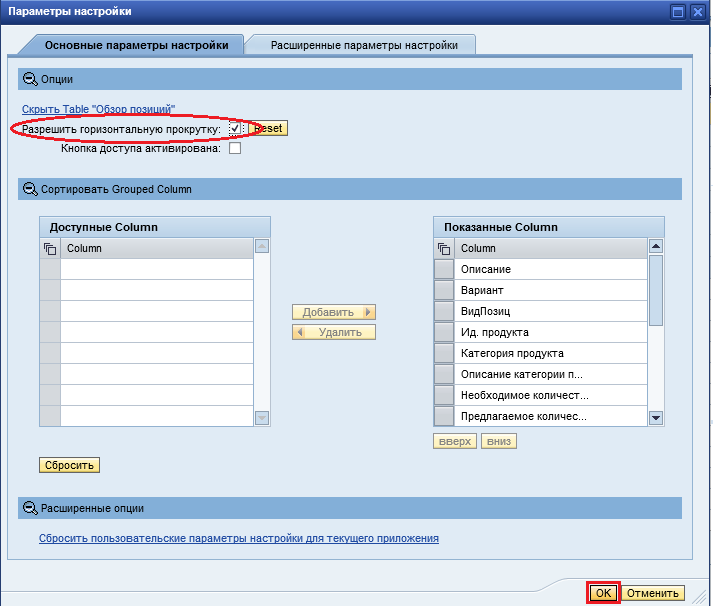 Параметры настройки
Основные параметры настройки
Расширенные параметры настройки
Опции
Скрыть Table "Обзор позиций"
Разрешить горизонтальную прокрутку:
Reset
Кнопка доступа активирована:
Сортировать Grouped Column
Доступные Column
Column
Добавить
Удалить
Показанные Column
Column
Описание
Вариант
ВидПозиц
Ид. продукта
Категория продукта
Описание категории п...
Необходимое количест...
Предлагаемое количес...
вверх
вниз
Сбросить
Расширенные опции
Сбросить пользовательские параметры настройки для текущего приложения
OK
Отменить